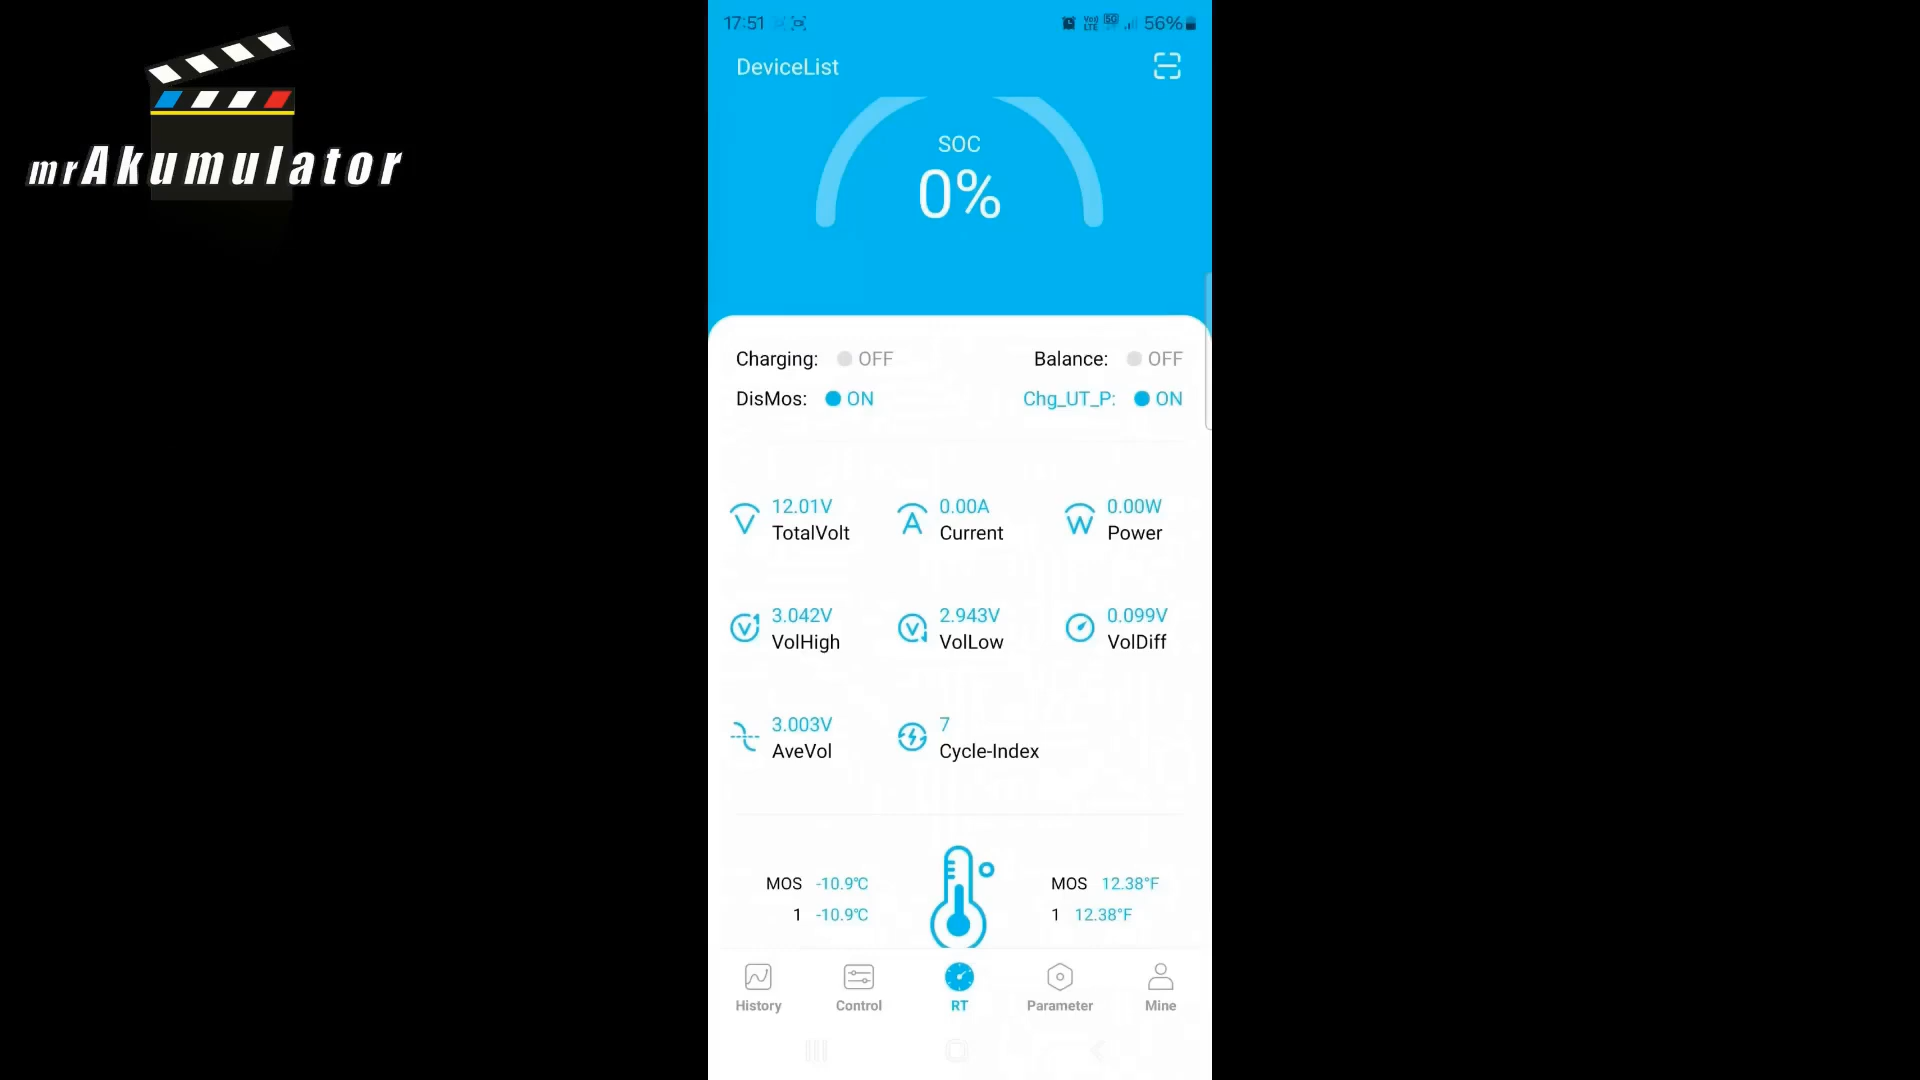 mrAkumulator
17:51 56%
DeviceList
SOC
0%
Charging: OFF Balance: OFF
DisMos: ON Chg_UT_P: ON
12.01V 0.00A 0.00W
TotalVolt Current Power
3.042V 2.943V 0.099V
VolHigh VolLow VolDiff
3.003V 7
AveVol Cycle-Index
MOS -10.9℃ MOS 12.38°F
1 -10.9℃ 1 12.38°F
History Control RT Parameter Mine